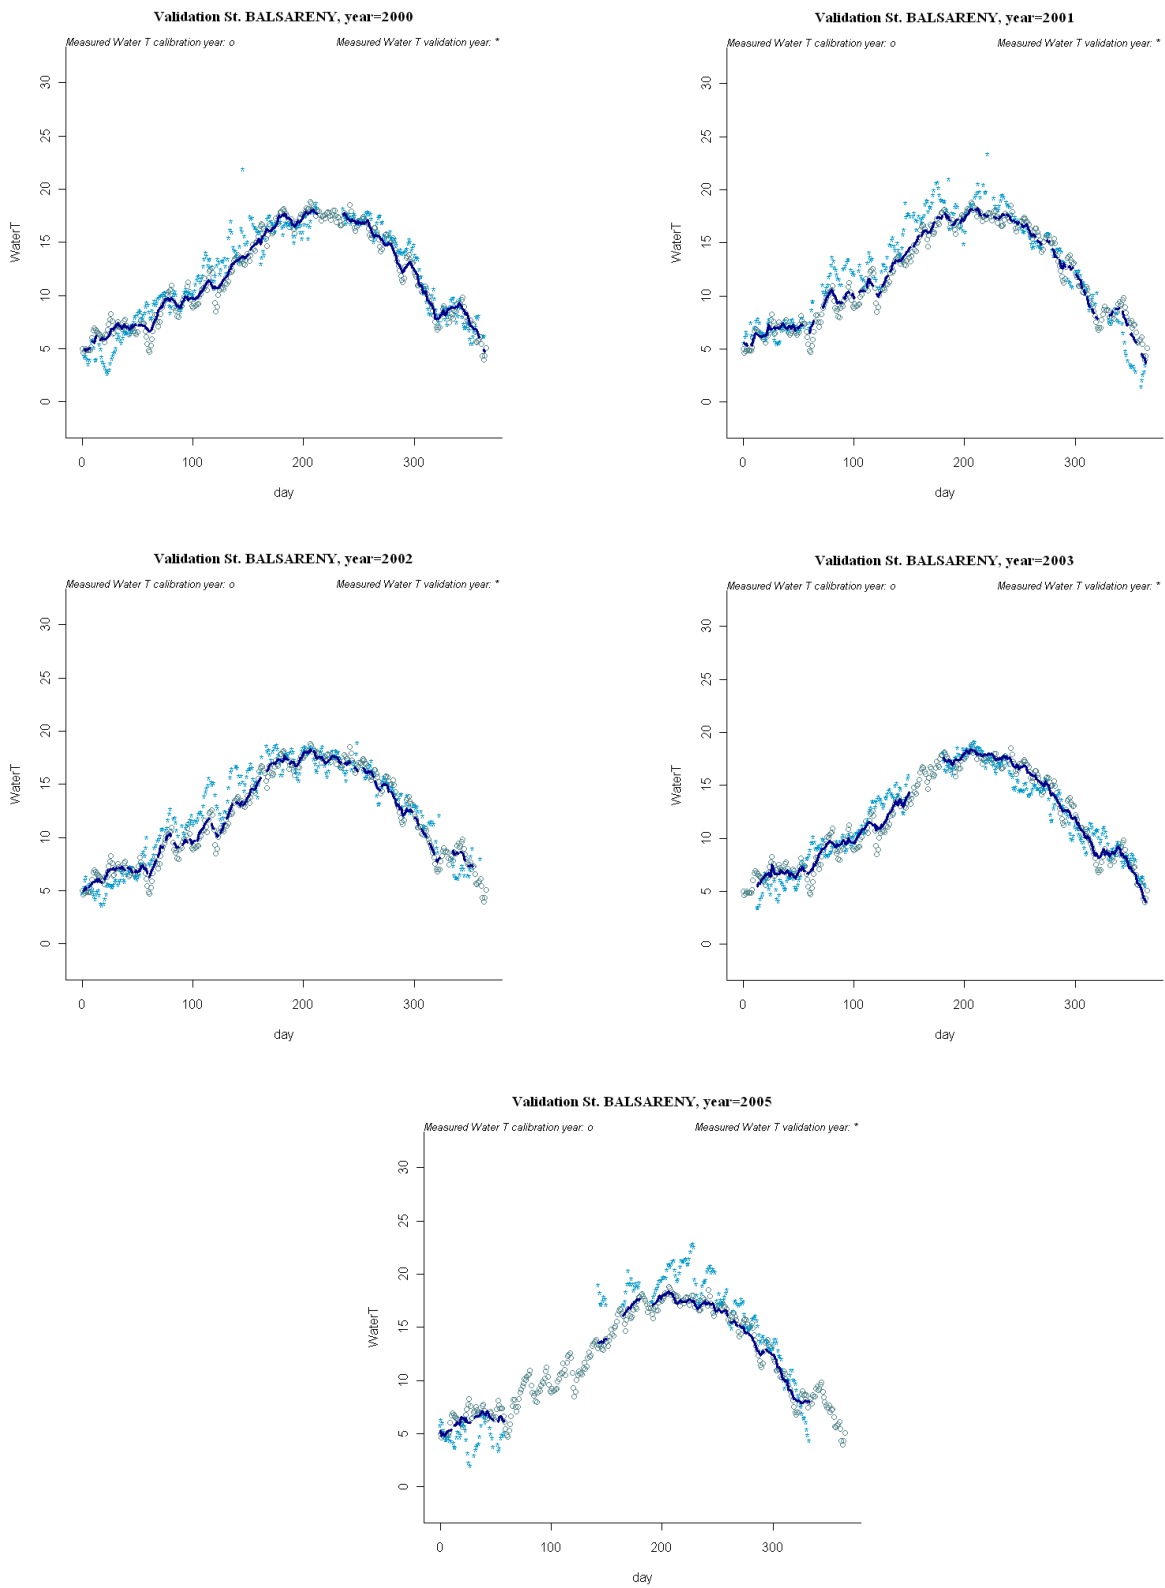 Validation St. BALSARENY, year=2000
Measured Water T calibration year: o Measured Water T validation year: *
30
25
20
15
10
5
0
WaterT
0 100 200 300
day
Validation St. BALSARENY, year=2001
Measured Water T calibration year: o Measured Water T validation year: *
30
25
20
15
10
5
0
WaterT
0 100 200 300
day
Validation St. BALSARENY, year=2002
Measured Water T calibration year: o Measured Water T validation year: *
30
25
20
15
10
5
0
WaterT
0 100 200 300
day
Validation St. BALSARENY, year=2003
Measured Water T calibration year: o Measured Water T validation year: *
30
25
20
15
10
5
0
WaterT
0 100 200 300
day
Validation St. BALSARENY, year=2005
Measured Water T calibration year: o Measured Water T validation year: *
30
25
20
15
10
5
0
WaterT
0 100 200 300
day